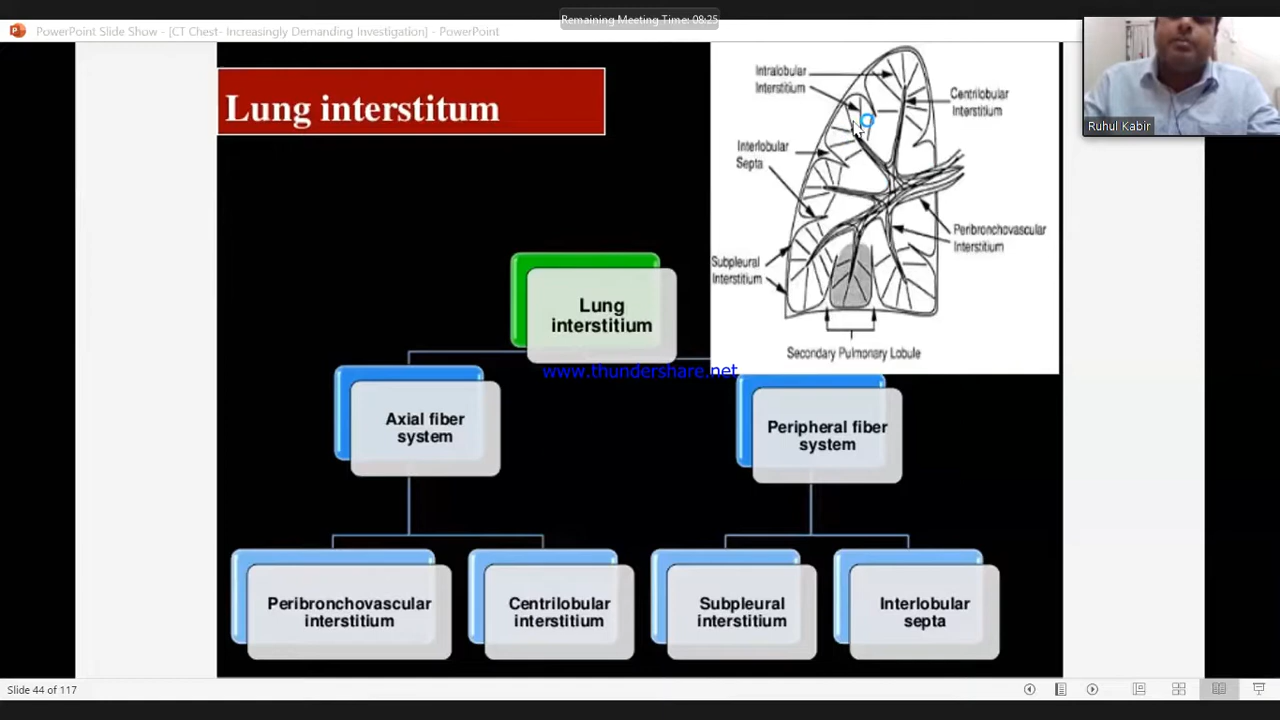 Remaining Meeting Time: 08:25
PowerPoint Slide Show - [CT Chest- Increasingly Demanding Investigation] - PowerPoint
Lung interstitum
Intralobular
Interstitium
Centrilobular
Interstitium
Interlobular
Septa
Peribronchovascular
Interstitium
Subpleural
Interstitium
Secondary Pulmonary Lobule
Ruhul Kabir
Lung
interstitium
www.thundershare.net
Axial fiber
system
Peripheral fiber
system
Peribronchovascular
interstitium
Centrilobular
interstitium
Subpleural
interstitium
Interlobular
septa
Slide 44 of 117